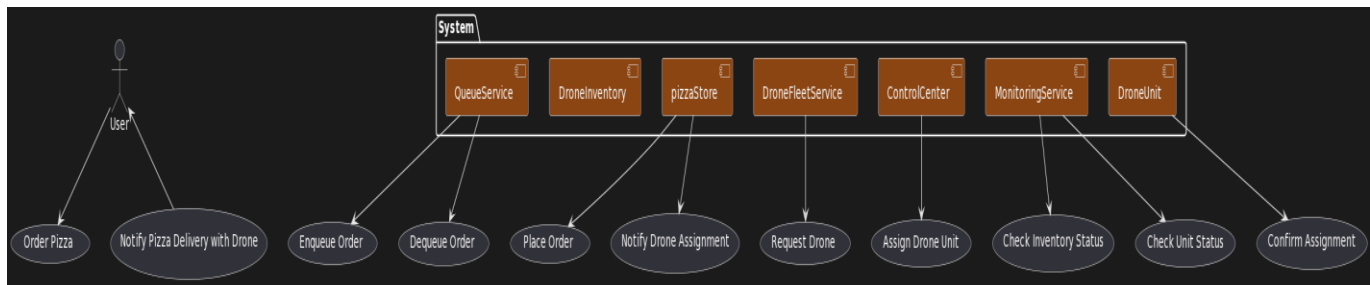 System
QueueService
DroneInventory
pizzaStore
DroneFleetService
ControlCenter
MonitoringService
DroneUnit
User
Order Pizza
Notify Pizza Delivery with Drone
Enqueue Order
Dequeue Order
Place Order
Notify Drone Assignment
Request Drone
Assign Drone Unit
Check Inventory Status
Check Unit Status
Confirm Assignment